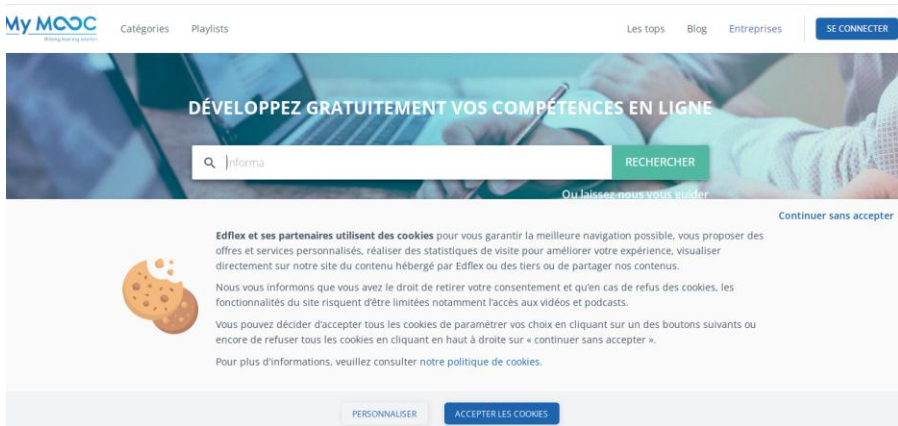 My MOOC
Catégories Playlists Les tops Blog Entreprises SE CONNECTER
DÉVELOPPEZ GRATUITEMENT VOS COMPÉTENCES EN LIGNE
Informa RECHERCHER
Ou laissez nous vous guider
Continuer sans accepter
Edflex et ses partenaires utilisent des cookies pour vous garantir la meilleure navigation possible, vous proposer des
offres et services personnalisés, réaliser des statistiques de visite pour améliorer votre expérience, visualiser
directement sur notre site du contenu hébergé par Edflex ou des tiers ou de partager nos contenus.
Nous vous informons que vous avez le droit de retirer votre consentement et qu'en cas de refus des cookies, les
fonctionnalités du site risquent d'être limitées notamment l'accès aux vidéos et podcasts.
Vous pouvez décider d'accepter tous les cookies de paramétrer vos choix en cliquant sur un des boutons suivants ou
encore de refuser tous les cookies en cliquant en haut à droite sur « continuer sans accepter ».
Pour plus d'informations, veuillez consulter notre politique de cookies.
PERSONNALISER ACCEPTER LES COOKIES